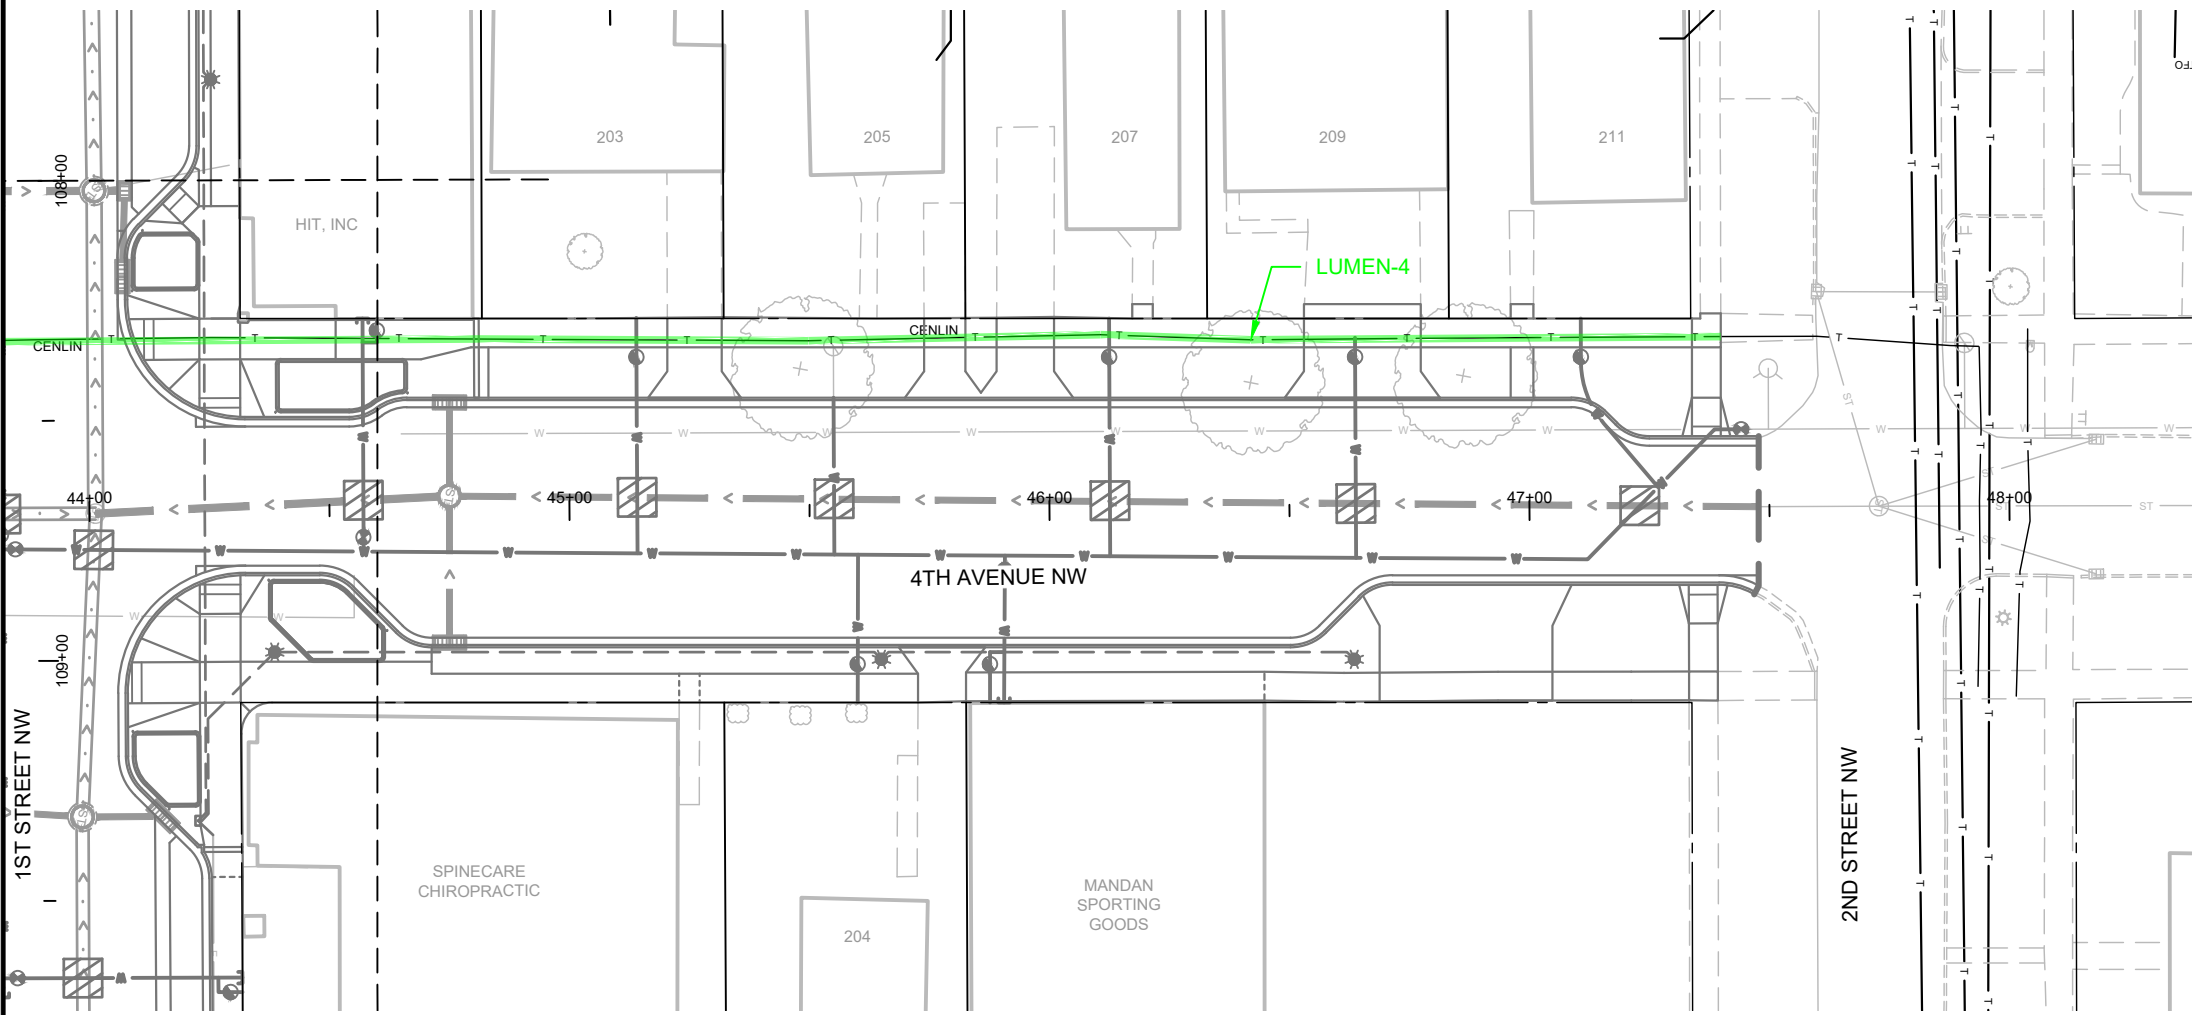 203
205
207
209
211
108+00
HIT, INC
LUMEN-4
CENLIN
CENLIN
44+00
45+00
46+00
47+00
48+00
4TH AVENUE NW
109+00
1ST STREET NW
2ND STREET NW
SPINECARE
CHIROPRACTIC
204
MANDAN
SPORTING
GOODS